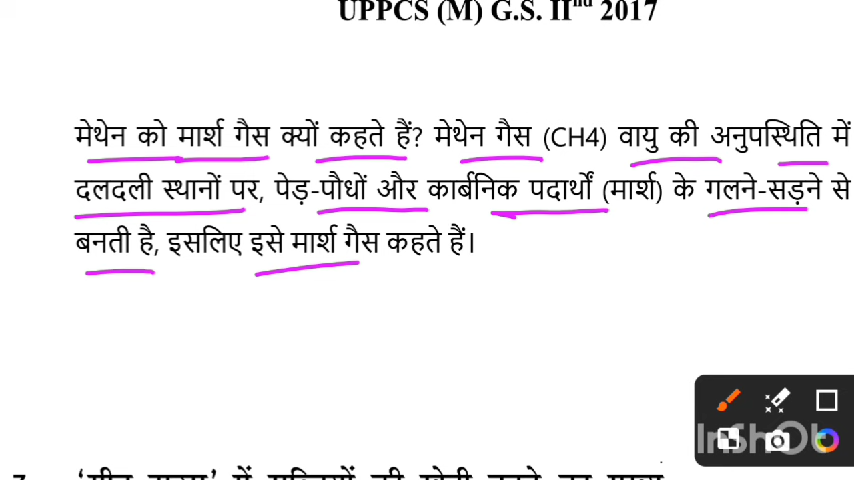 UPPCS (M) G.S. IInd 2017
मेथेन को मार्श गैस क्यों कहते हैं? मेथेन गैस (CH4) वायु की अनुपस्थिति में
दलदली स्थानों पर, पेड़-पौधों और कार्बनिक पदार्थों (मार्श) के गलने-सड़ने से
बनती है, इसलिए इसे मार्श गैस कहते हैं।
InShOt